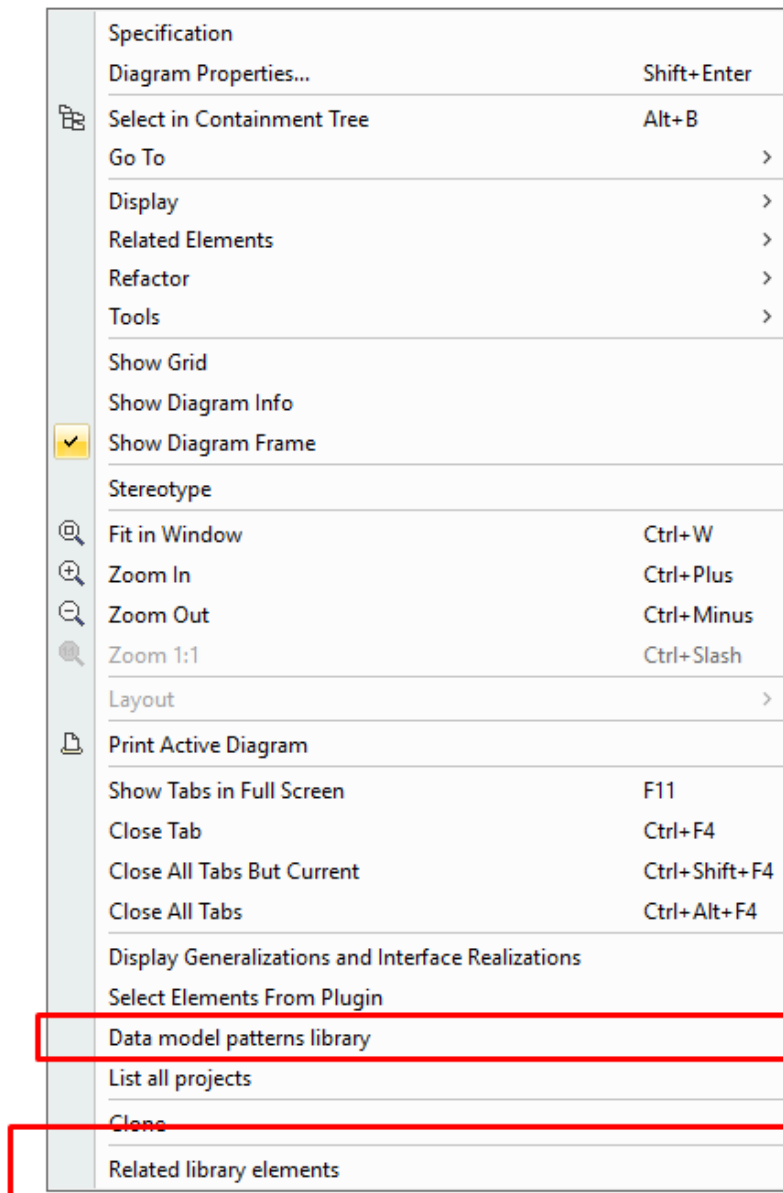 Specification
Diagram Properties... Shift+Enter
Select in Containment Tree Alt+B
Go To >
Display >
Related Elements >
Refactor >
Tools >
Show Grid
Show Diagram Info
Show Diagram Frame
Stereotype
Fit in Window Ctrl+W
Zoom In Ctrl+Plus
Zoom Out Ctrl+Minus
Zoom 1:1 Ctrl+Slash
Layout >
Print Active Diagram
Show Tabs in Full Screen F11
Close Tab Ctrl+F4
Close All Tabs But Current Ctrl+Shift+F4
Close All Tabs Ctrl+Alt+F4
Display Generalizations and Interface Realizations
Select Elements From Plugin
Data model patterns library
List all projects
Clone
Related library elements